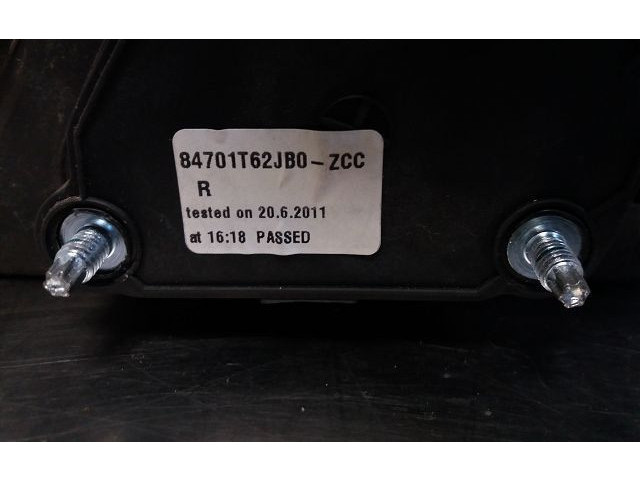 84701T62JB0-ZCC
R
tested on 20.6.2011
at 16:18 PASSED